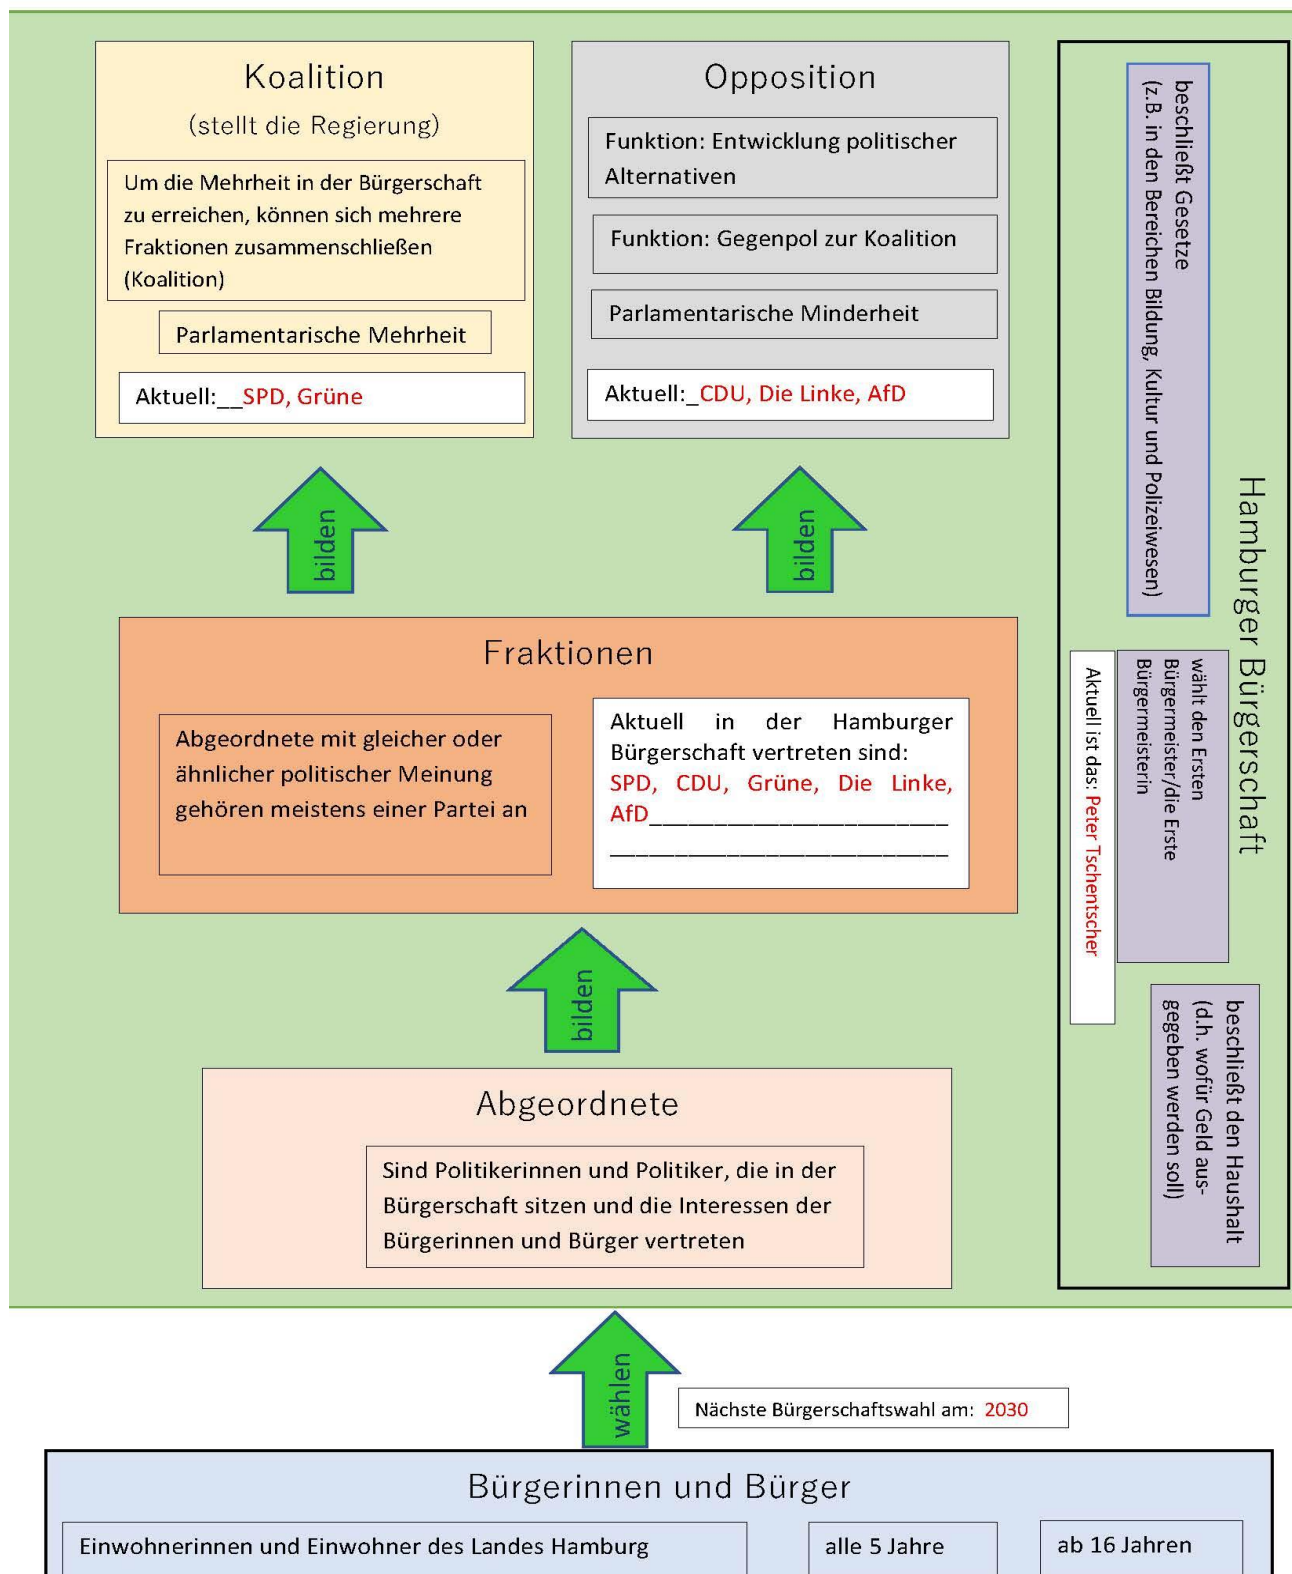 Koalition
(stellt die Regierung)
Um die Mehrheit in der Bürgerschaft
zu erreichen, können sich mehrere
Fraktionen zusammenschließen
(Koalition)
Parlamentarische Mehrheit
Aktuell:__SPD, Grüne
Opposition
Funktion: Entwicklung politischer
Alternativen
Funktion: Gegenpol zur Koalition
Parlamentarische Minderheit
Aktuell:_CDU, Die Linke, AfD
bilden
bilden
Fraktionen
Abgeordnete mit gleicher oder
ähnlicher politischer Meinung
gehören meistens einer Partei an
Aktuell in der Hamburger
Bürgerschaft vertreten sind:
SPD, CDU, Grüne, Die Linke,
AfD_______________________
__________________________
bilden
Abgeordnete
Sind Politikerinnen und Politiker, die in der
Bürgerschaft sitzen und die Interessen der
Bürgerinnen und Bürger vertreten
Hamburger Bürgerschaft
beschließt Gesetze
(z.B. in den Bereichen Bildung, Kultur und Polizeiwesen)
wählt den Ersten
Bürgermeister/die Erste
Bürgermeisterin
Aktuell ist das: Peter Tschentscher
beschließt den Haushalt
(d.h. wofür Geld aus-
gegeben werden soll)
wählen
Nächste Bürgerschaftswahl am: 2030
Bürgerinnen und Bürger
Einwohnerinnen und Einwohner des Landes Hamburg
alle 5 Jahre
ab 16 Jahren